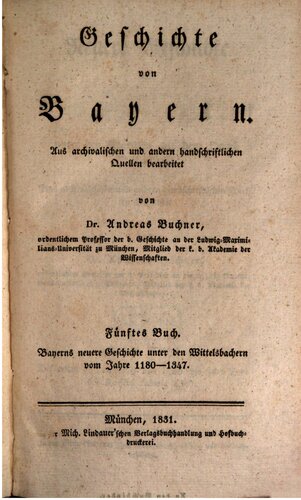 Geschichte
von
Bayern.
Aus archivalischen und andern handschriftlichen
Quellen bearbeitet
von
Dr. Andreas Buchner,
ordentlichem Professor der b. Geschichte an der Ludwig-Maximi-
lians-Universität zu München, Mitglied der k. b. Akademie der
Wissenschaften.
Fünftes Buch.
Bayerns neuere Geschichte unter den Wittelsbachern
vom Jahre 1180—1347.
München, 1831.
r Mich. Lindauer'schen Verlagsbuchhandlung und Hofbuch-
druckerei.